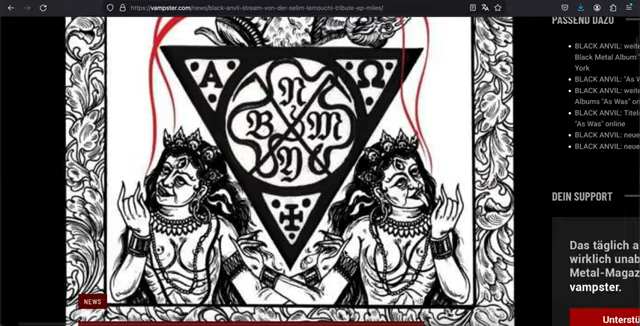 https://vampster.com/news/black-anvil-stream-von-der-selim-lemouchi-tribute-ep-miles/
PASSEND DAZU
BLACK ANVIL: weite
Black Metal Album
York
BLACK ANVIL: "As W
BLACK ANVIL: weite
Albums "As Was" on
BLACK ANVIL: Titel
"As Was" online
BLACK ANVIL: neue
BLACK ANVIL: neue
A
Ω
N
B
M
DEIN SUPPORT
Das täglich a
wirklich unab
Metal-Magaz
vampster.
Unterstü
NEWS